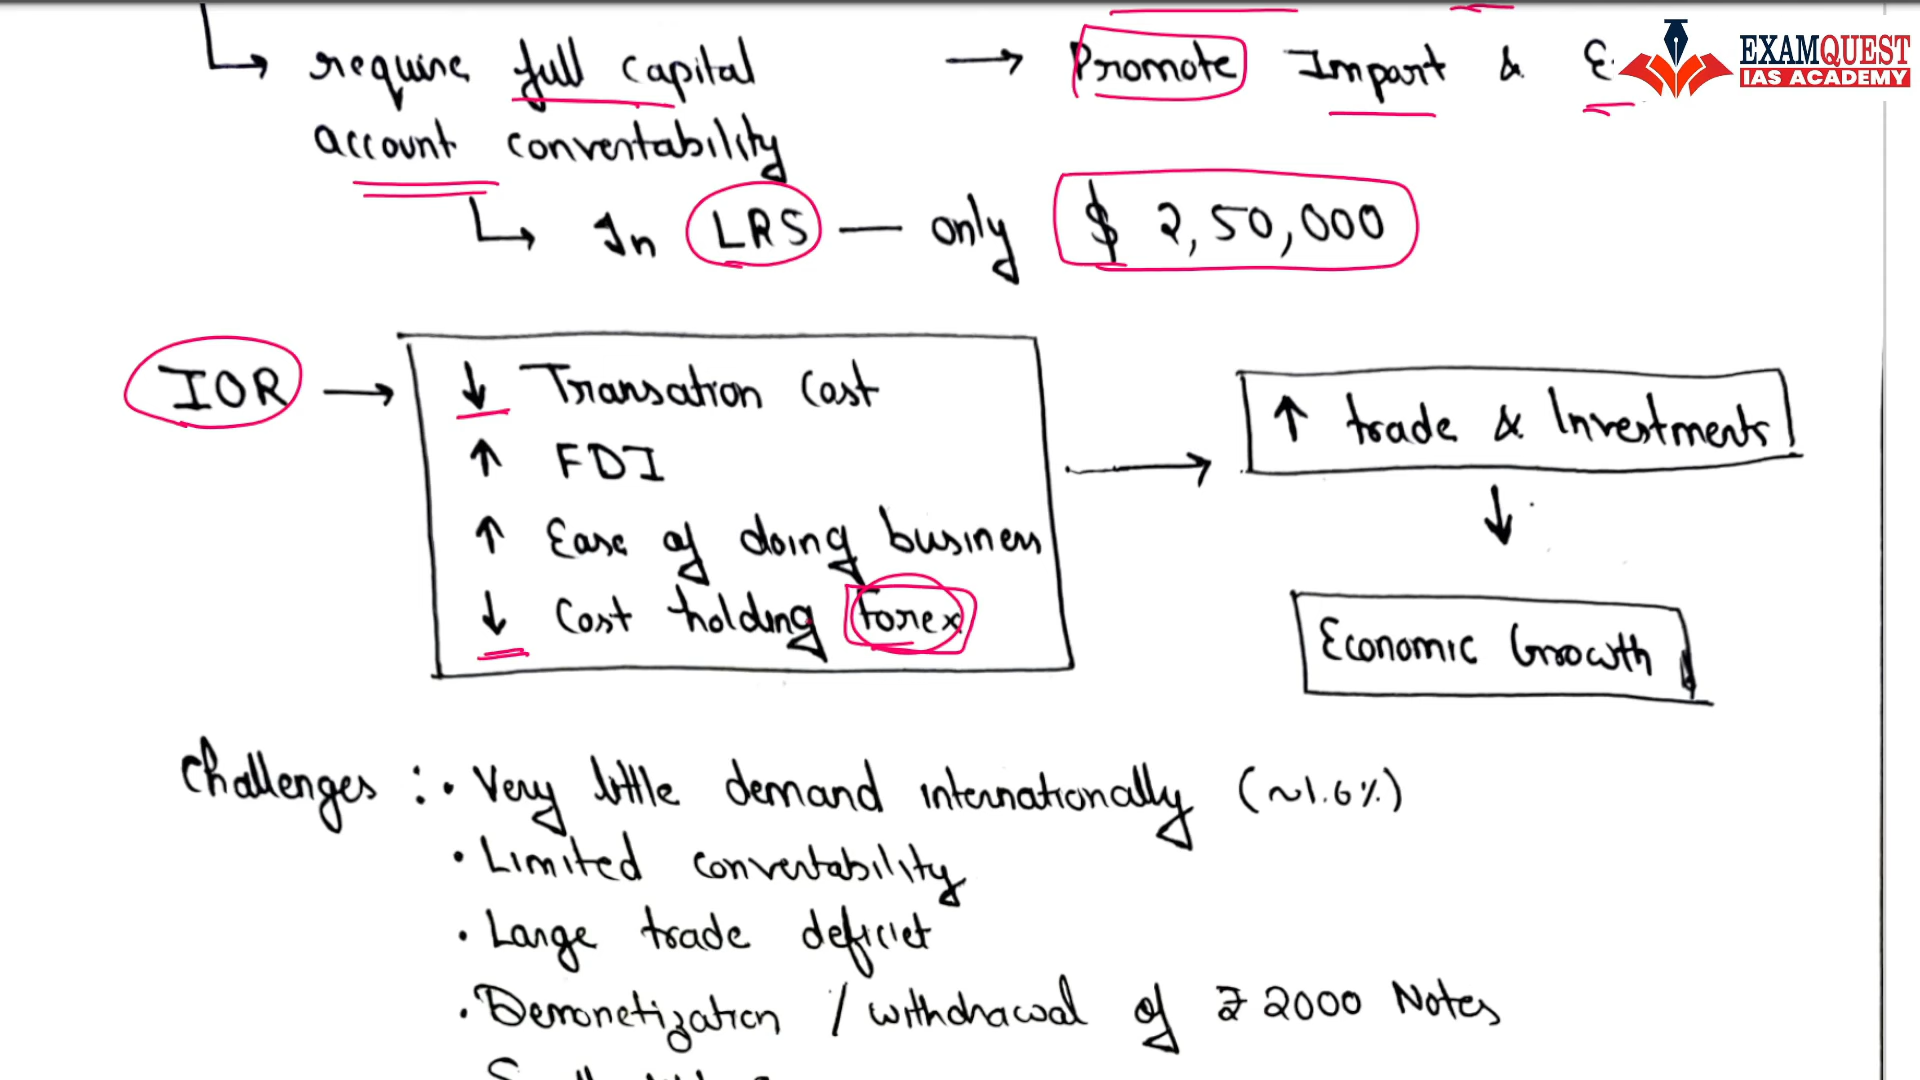 → require full capital → Promote Import & E
account convertability
→ In LRS — only $ 2,50,000
EXAMQUEST
IAS ACADEMY
IOR → ↓ Transation Cost
↑ FDI
↑ Ease of doing business
↓ Cost holding forex
→ ↑ trade & Investments
↓
Economic Growth
Challenges : • Very little demand internationally (~1.6%)
• Limited convertability
• Large trade deficiet
• Demonetization / withdrawal of ₹ 2000 Notes